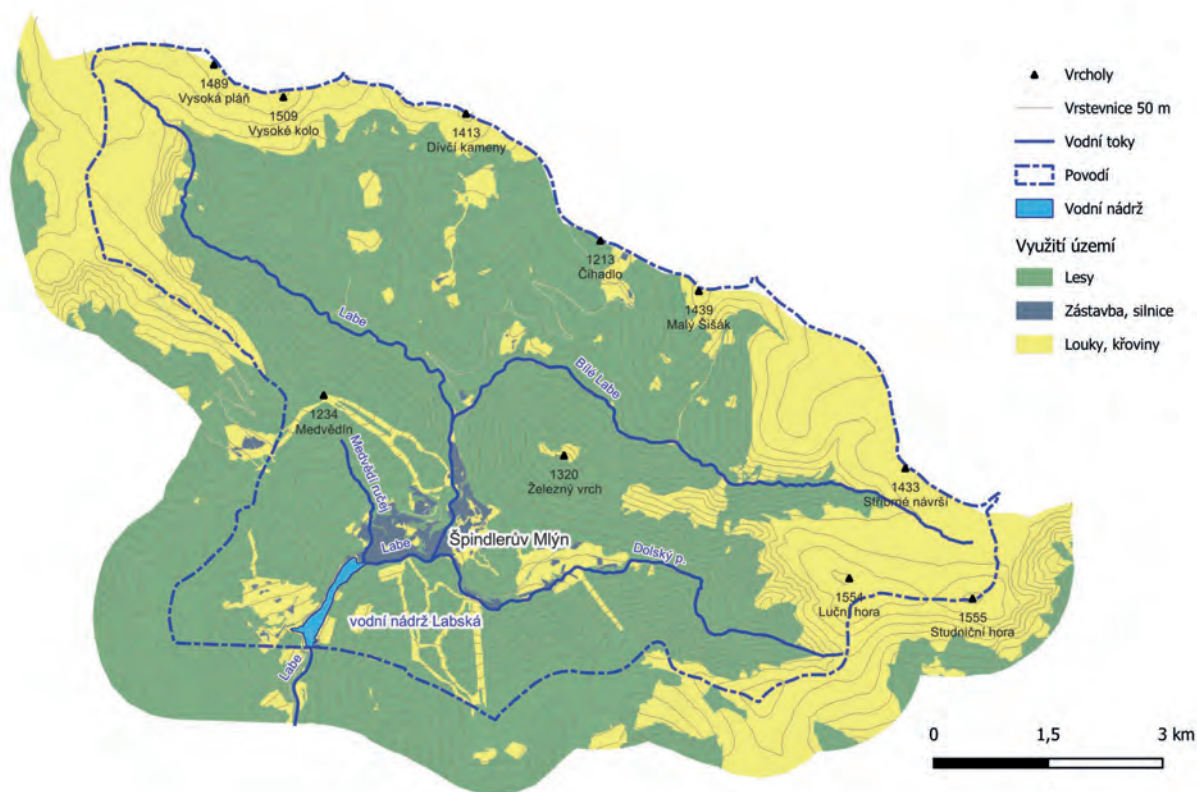 1489
Vysoká pláň
1509
Vysoké kolo
1413
Dívčí kameny
1213
Čihadlo
1439
Malý Šišák
Labe
Bílé Labe
1234
Medvědín
Medvědí ručej
1320
Železný vrch
1433
Stříbrné návrší
Labe
Špindlerův Mlýn
Dolský p.
1554
Luční hora
1555
Studniční hora
vodní nádrž Labská
Labe
Vrcholy
Vrstevnice 50 m
Vodní toky
Povodí
Vodní nádrž
Využití území
Lesy
Zástavba, silnice
Louky, křoviny
0 1,5 3 km